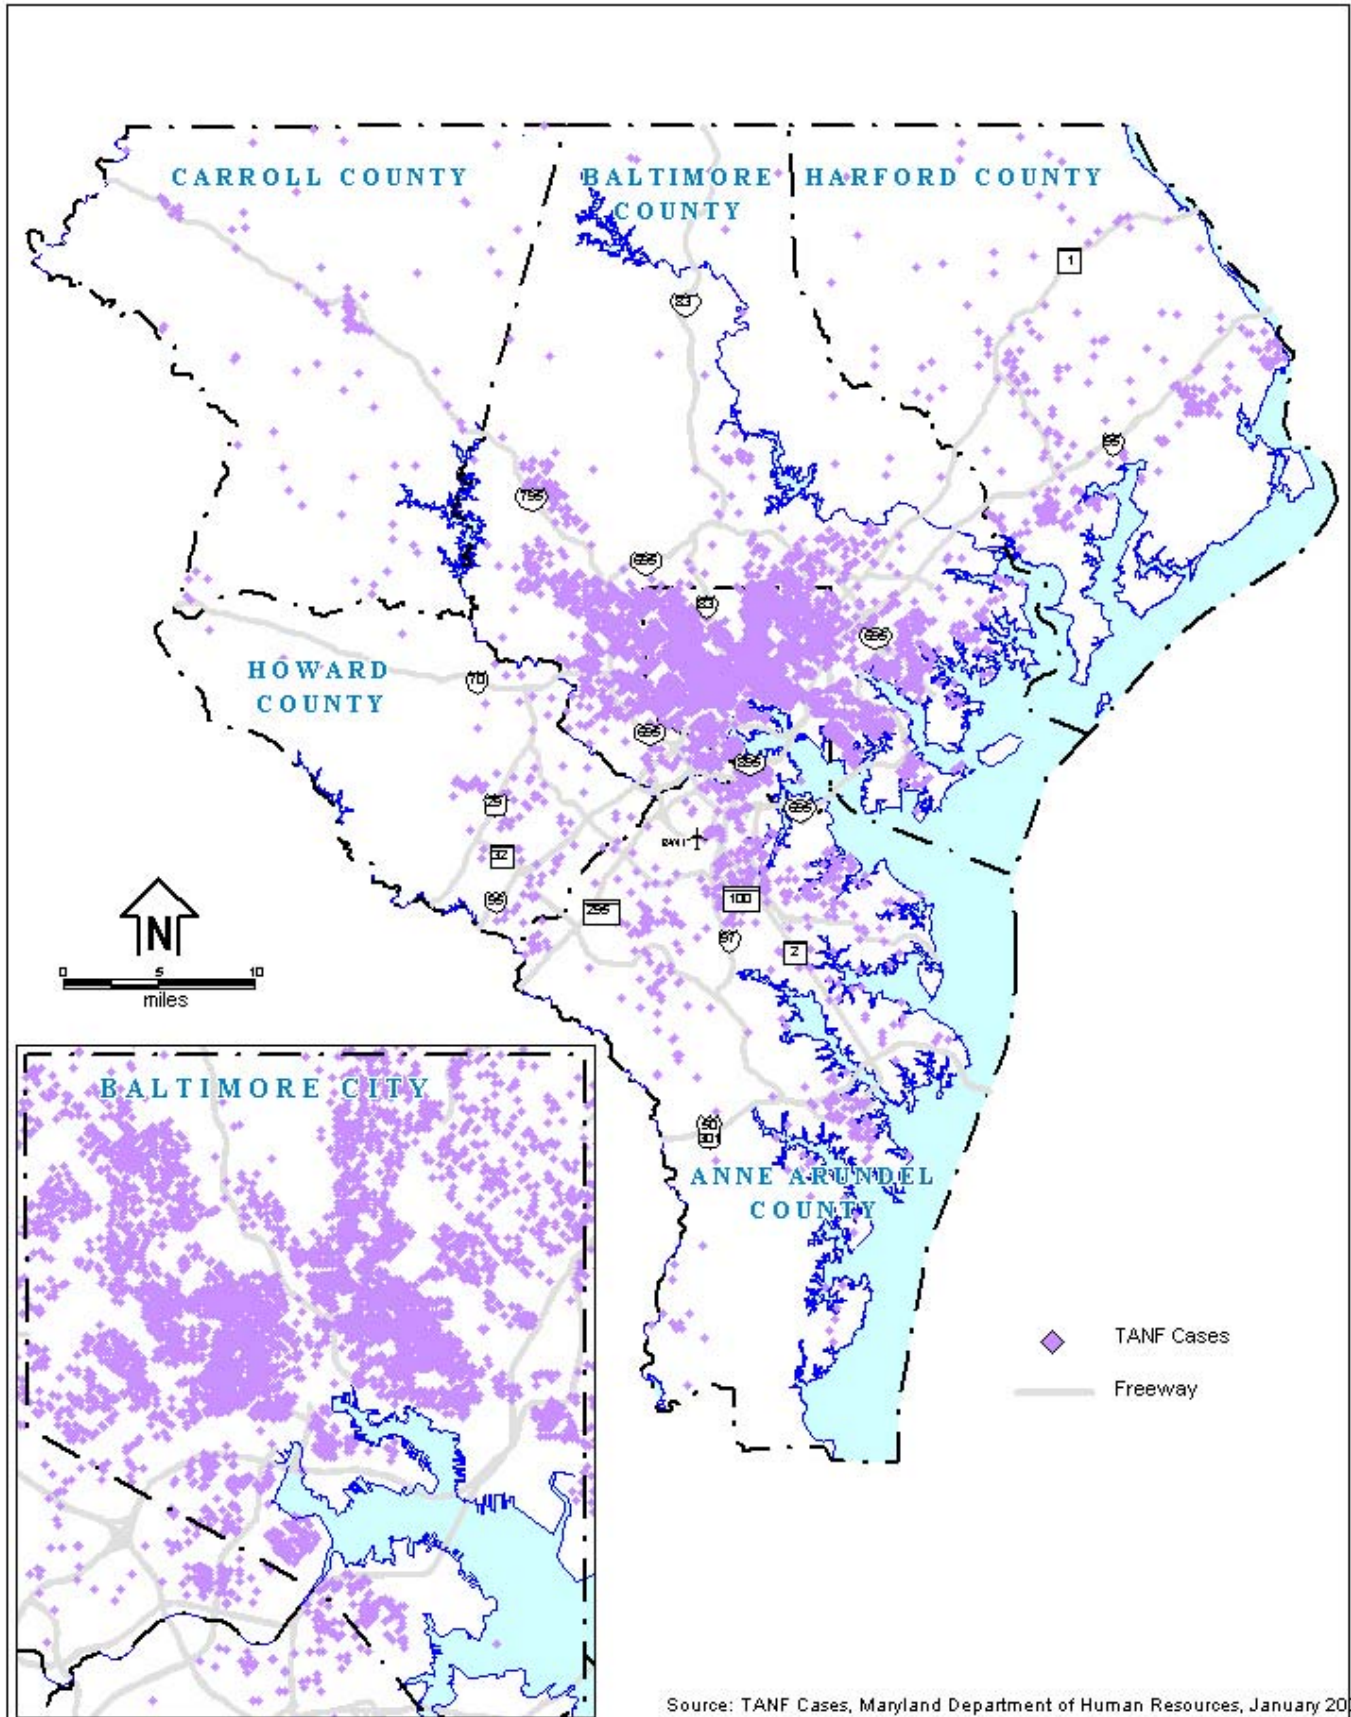 CARROLL COUNTY
BALTIMORE
COUNTY
HARFORD COUNTY
1
83
95
795
695
83
695
HOWARD
COUNTY
70
695
895
29
695
32
95
295
100
97
2
N
0 5 10
miles
BALTIMORE CITY
50
301
ANNE ARUNDEL
COUNTY
TANF Cases
Freeway
Source: TANF Cases, Maryland Department of Human Resources, January 20